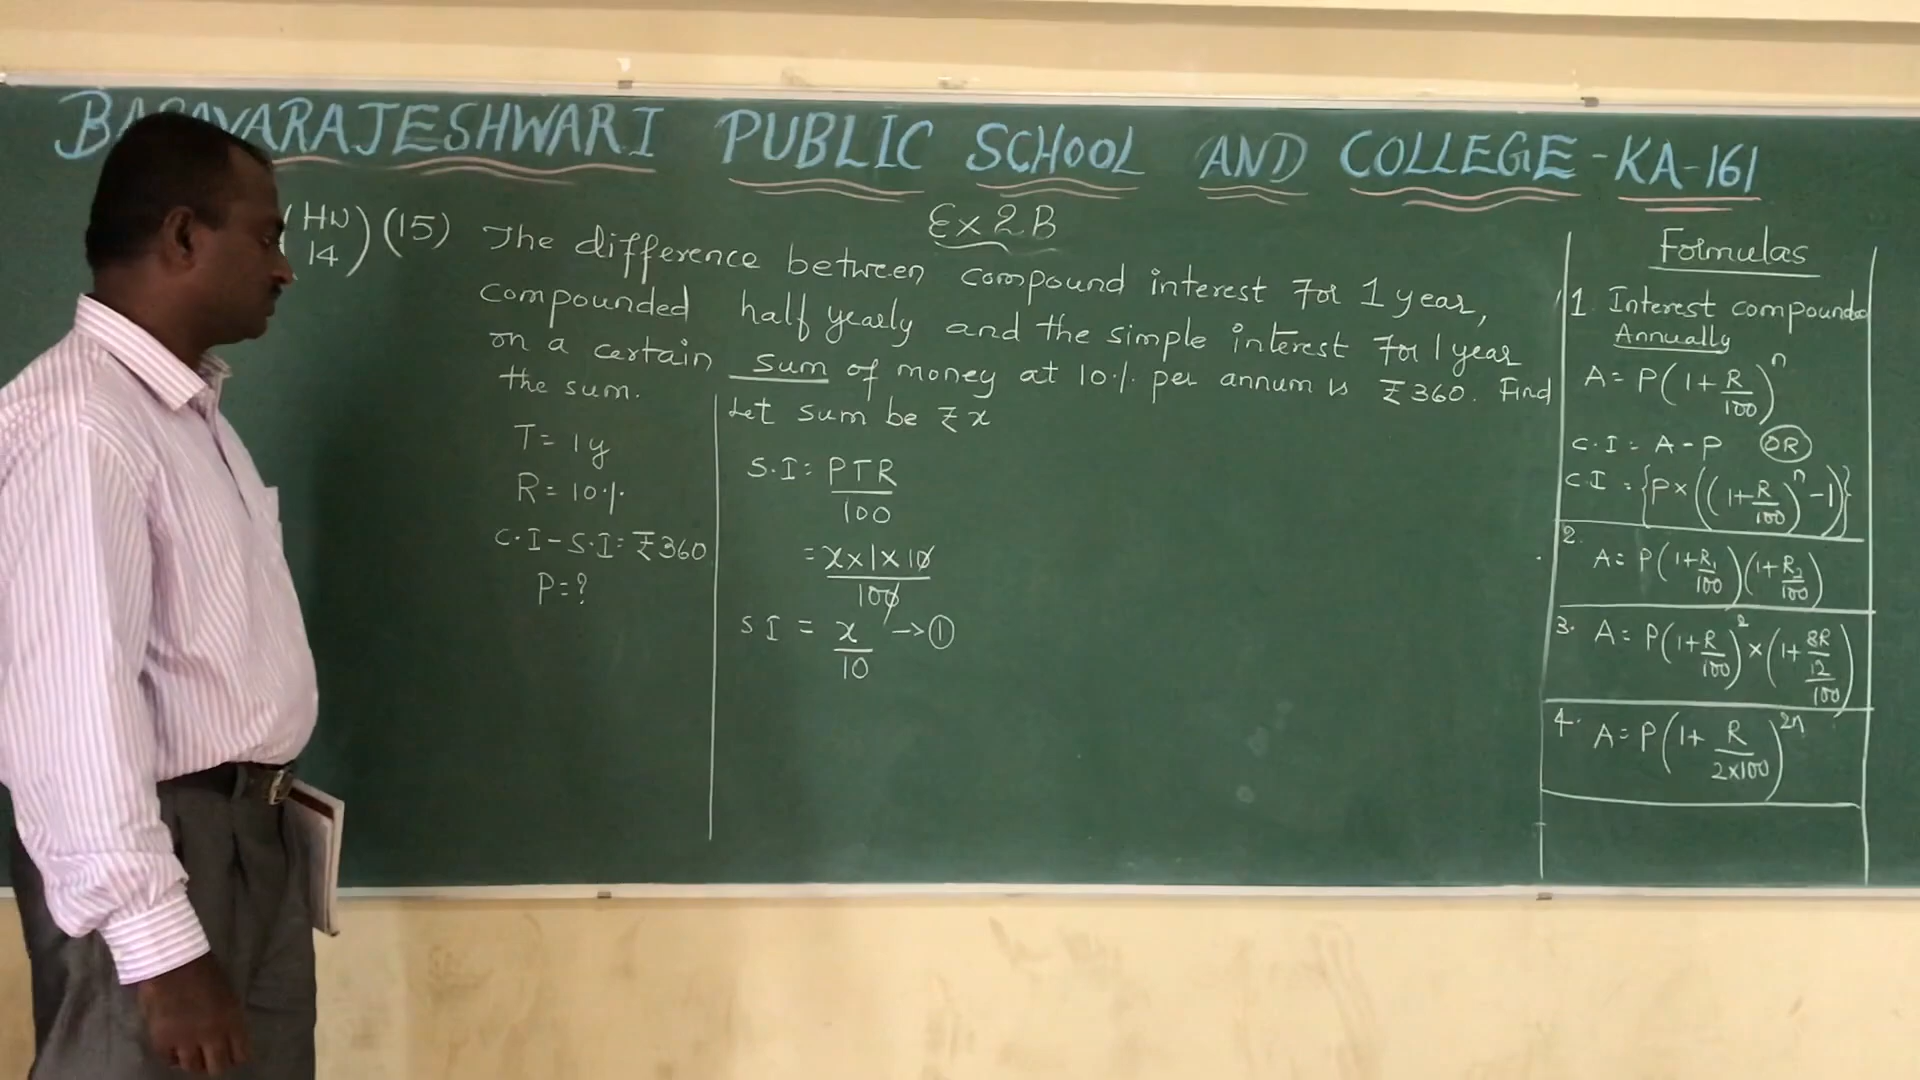 BASAVARAJESHWARI PUBLIC SCHOOL AND COLLEGE - KA-161
Ex 2B
(HW 14) (15) The difference between compound interest for 1 year,
compounded half yearly and the simple interest for 1 year
on a certain sum of money at 10% per annum is ₹360. Find
the sum.
T = 1y
R = 10%
C.I - S.I = ₹360
P = ?
Let sum be ₹ x
S.I = PTR/100
= x × 1 × 10/100
S I = x/10 → ①
Formulas
1. Interest compounded
Annually
A = P(1 + R/100)^n
C.I = A - P OR
C.I = {P × ((1 + R/100)^n - 1)}
2. A = P(1 + R₁/100)(1 + R₂/100)
3. A = P(1 + R/100)^2 × (1 + 8R/12/100)
4. A = P(1 + R/2×100)^2n